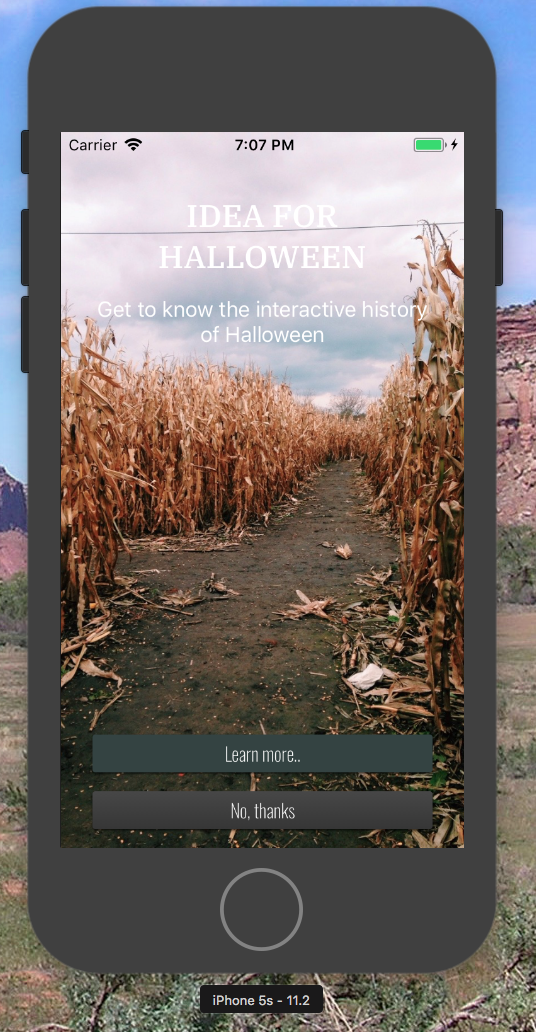 Carrier 7:07 PM
IDEA FOR
HALLOWEEN
Get to know the interactive history
of Halloween
Learn more..
No, thanks
iPhone 5s - 11.2